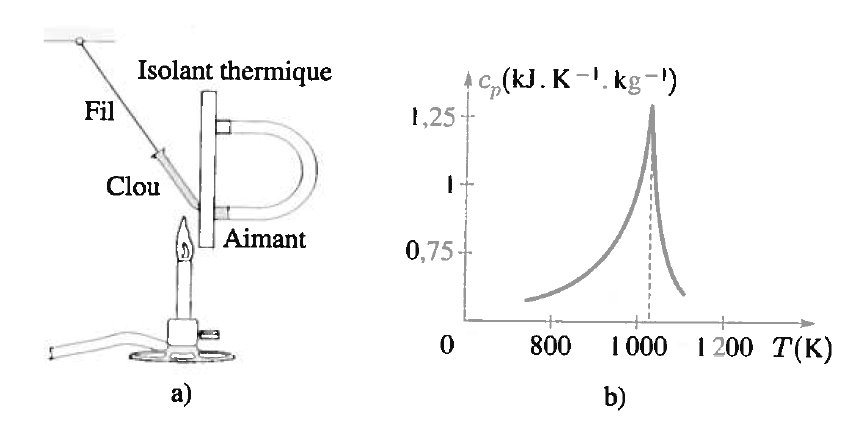 Isolant thermique
Fil
Clou
Aimant
a)
c_p(kJ . K⁻¹. kg⁻¹)
1,25
1
0,75
0
800 1 000 1 200 T(K)
b)